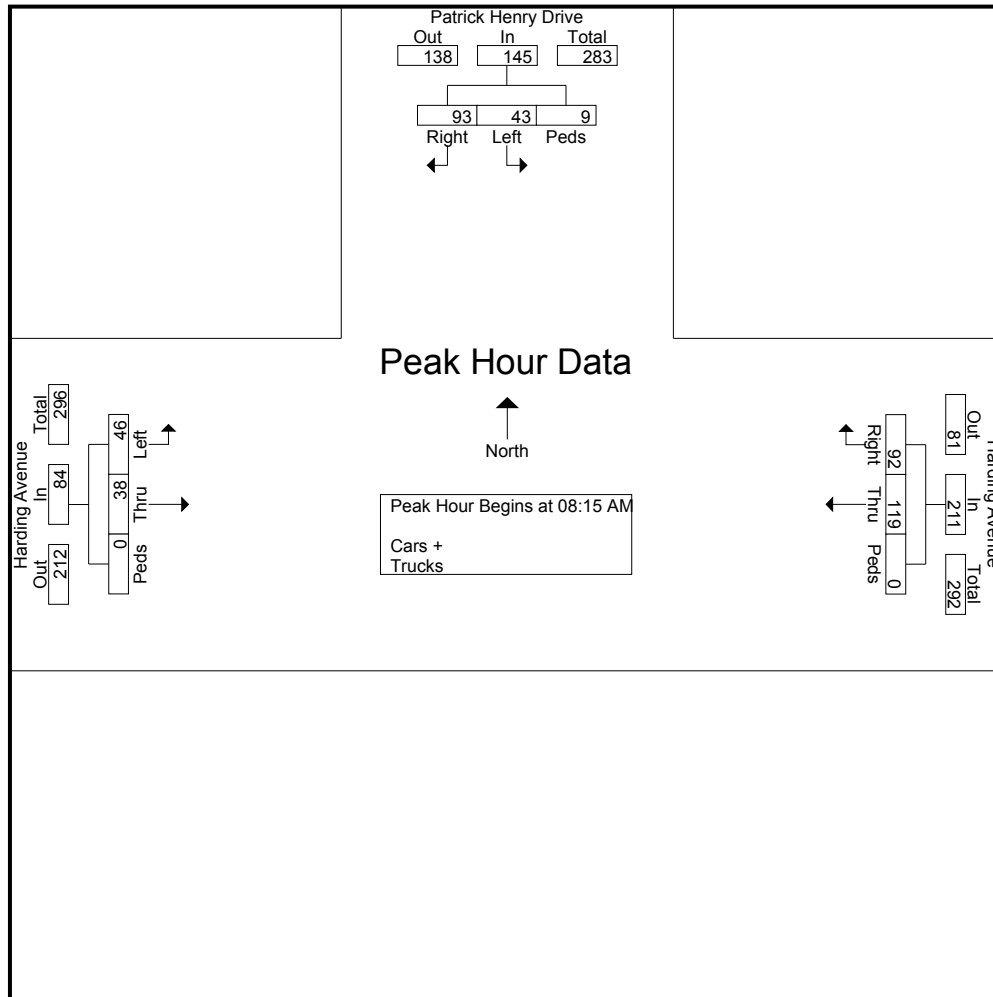 Patrick Henry Drive
Out In Total
138 145 283
93 43 9
Right Left Peds
Peak Hour Data
North
Peak Hour Begins at 08:15 AM
Cars +
Trucks
Harding Avenue
Out In Total
212 84 296
46 38 0
Left Thru Peds
Harding Avenue
Out In Total
81 211 292
92 119 0
Right Thru Peds